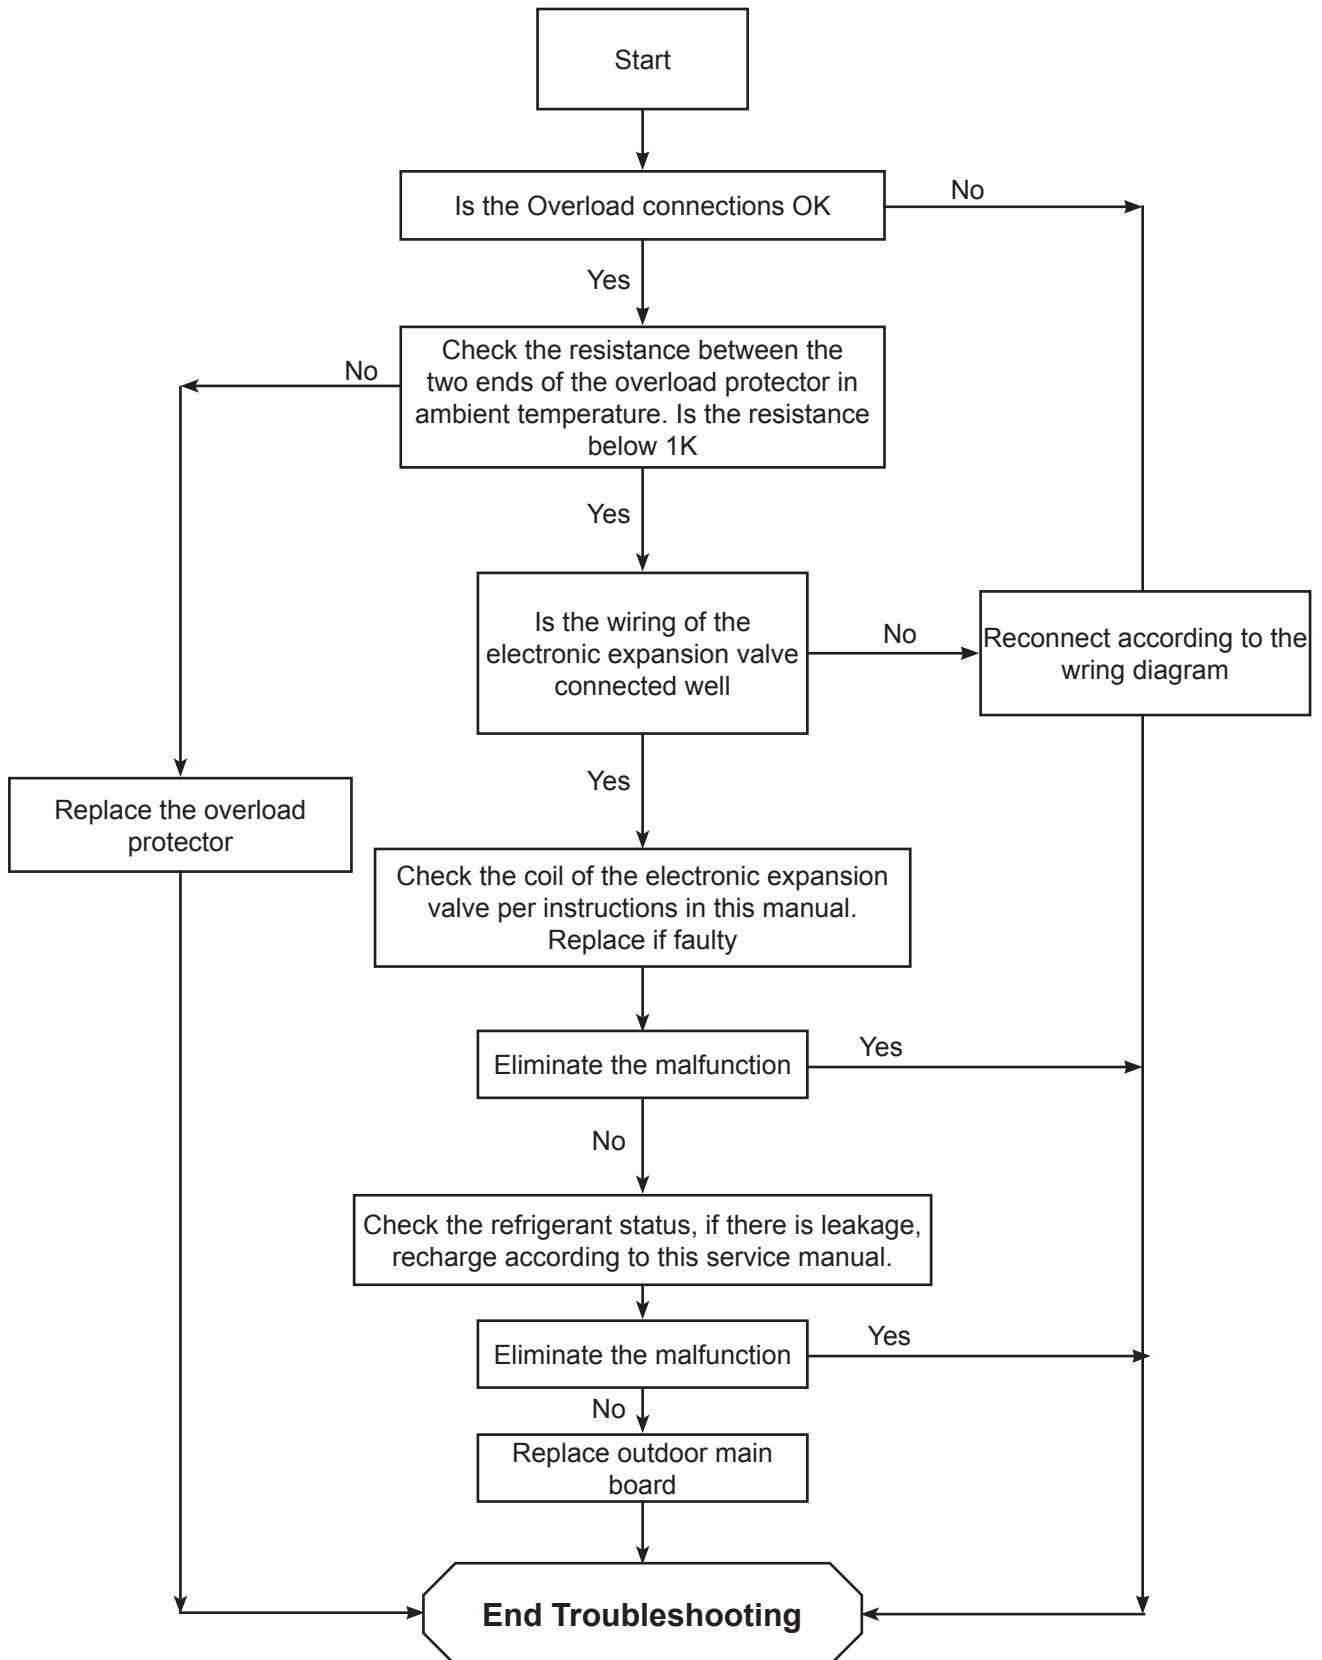 Start
Is the Overload connections OK
No
Yes
Check the resistance between the
two ends of the overload protector in
ambient temperature. Is the resistance
below 1K
No
Yes
Is the wiring of the
electronic expansion valve
connected well
No
Reconnect according to the
wring diagram
Yes
Replace the overload
protector
Check the coil of the electronic expansion
valve per instructions in this manual.
Replace if faulty
Eliminate the malfunction
Yes
No
Check the refrigerant status, if there is leakage,
recharge according to this service manual.
Eliminate the malfunction
Yes
No
Replace outdoor main
board
End Troubleshooting